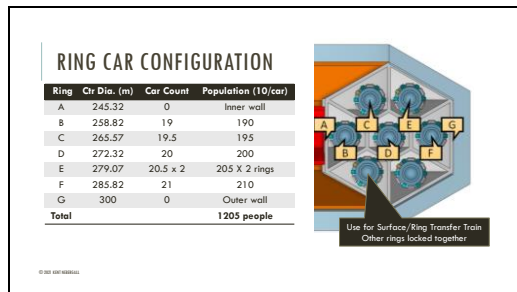 RING CAR CONFIGURATION
Ring Ctr Dia. (m) Car Count Population (10/car)
A 245.32 0 Inner wall
B 258.82 19 190
C 265.57 19.5 195
D 272.32 20 200
E 279.07 20.5 x 2 205 X 2 rings
F 285.82 21 210
G 300 0 Outer wall
Total 1205 people
A C E G
B D F
Use for Surface/Ring Transfer Train
Other rings locked together